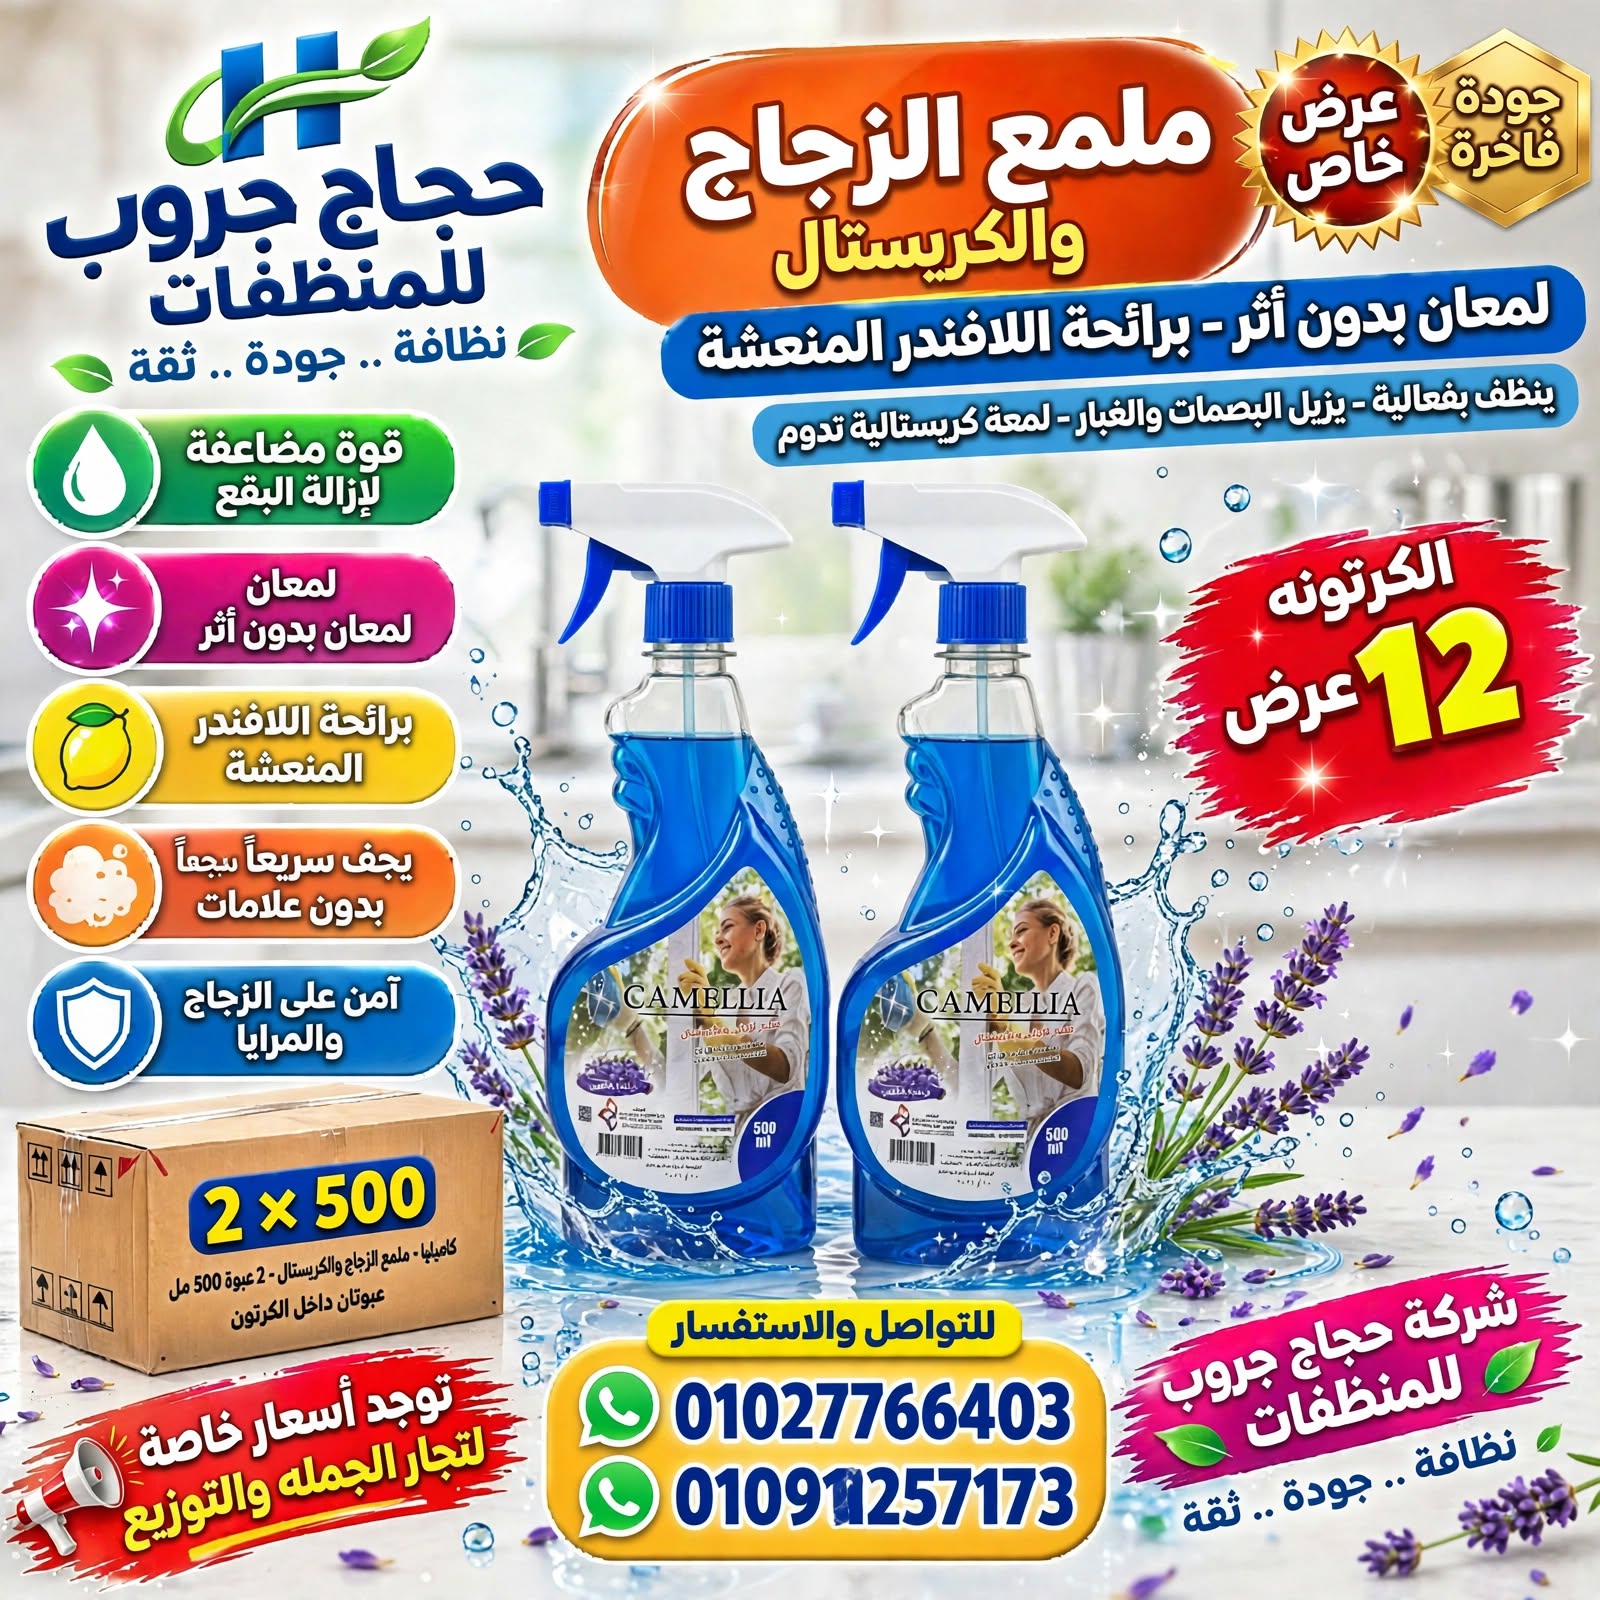 حجاج جروب
للمنظفات
نظافة .. جودة .. ثقة
ملمع الزجاج
والكريستال
عرض
خاص
جودة
فاخرة
لمعان بدون أثر - برائحة اللافندر المنعشة
ينظف بفعالية - يزيل البصمات والغبار - لمعة كريستالية تدوم
قوة مضاعفة
لإزالة البقع
لمعان
لمعان بدون أثر
برائحة اللافندر
المنعشة
يجف سريعاً
بدون علامات
آمن على الزجاج
والمرايا
الكرتونه
12 عرض
CAMELLIA
500
ml
CAMELLIA
500
ml
2 × 500
كاميليا - ملمع الزجاج والكريستال - 2 عبوة 500 مل
عبوتان داخل الكرتون
توجد أسعار خاصة
لتجار الجمله والتوزيع
للتواصل والاستفسار
01027766403
01091257173
شركة حجاج جروب
للمنظفات
نظافة .. جودة .. ثقة